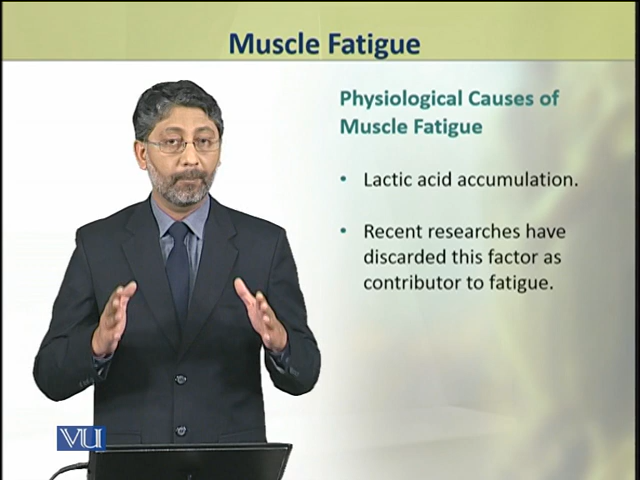 Muscle Fatigue
Physiological Causes of
Muscle Fatigue
• Lactic acid accumulation.
• Recent researches have
discarded this factor as
contributor to fatigue.
VU